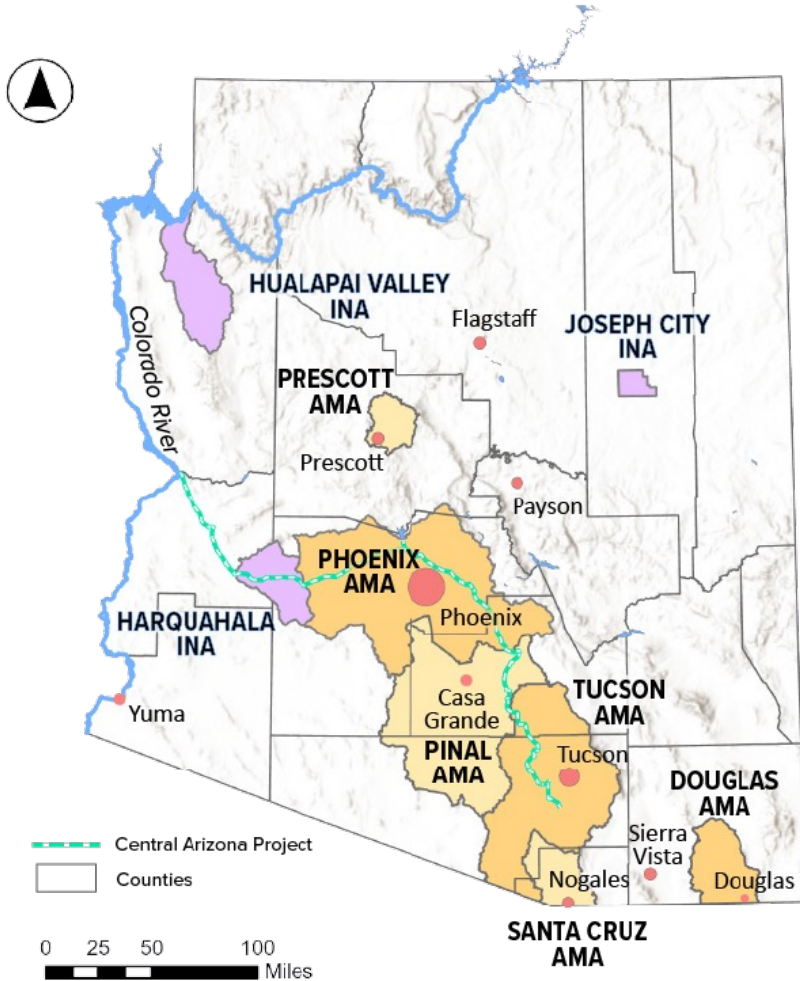 HUALAPAI VALLEY
INA
Flagstaff
JOSEPH CITY
INA
Colorado River
PRESCOTT
AMA
Prescott
Payson
PHOENIX
AMA
Phoenix
HARQUAHALA
INA
Yuma
Casa
Grande
TUCSON
AMA
PINAL
AMA
Tucson
DOUGLAS
AMA
Sierra
Vista
Nogales
Douglas
SANTA CRUZ
AMA
Central Arizona Project
Counties
0 25 50 100
Miles